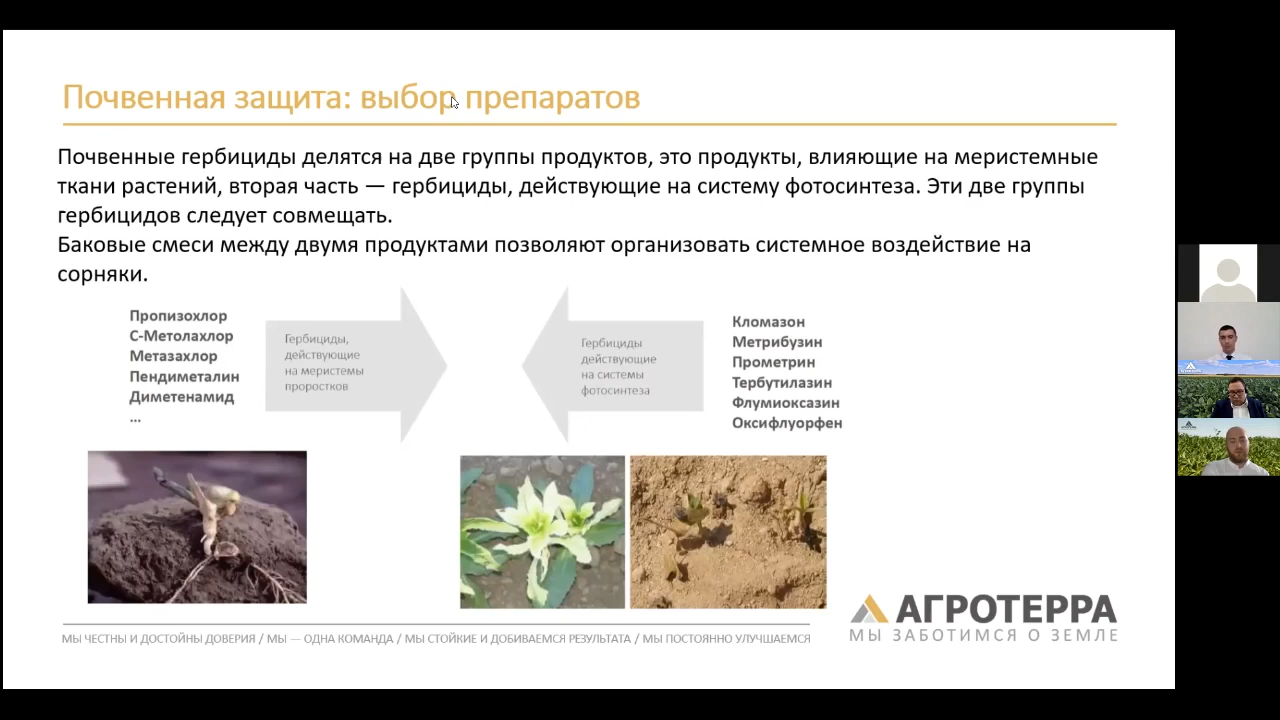 Почвенная защита: выбор препаратов
Почвенные гербициды делятся на две группы продуктов, это продукты, влияющие на меристемные
ткани растений, вторая часть — гербициды, действующие на систему фотосинтеза. Эти две группы
гербицидов следует совмещать.
Баковые смеси между двумя продуктами позволяют организовать системное воздействие на
сорняки.
Пропизохлор
С-Метолахлор
Метазахлор
Пендиметалин
Диметенамид
...
Гербициды,
действующие
на меристемы
проростков
Гербициды
действующие
на системы
фотосинтеза
Кломазон
Метрибузин
Прометрин
Тербутилазин
Флумиоксазин
Оксифлуорфен
АГРОТЕРРА
МЫ ЗАБОТИМСЯ О ЗЕМЛЕ
МЫ ЧЕСТНЫ И ДОСТОЙНЫ ДОВЕРИЯ / МЫ — ОДНА КОМАНДА / МЫ СТОЙКИЕ И ДОБИВАЕМСЯ РЕЗУЛЬТАТА / МЫ ПОСТОЯННО УЛУЧШАЕМСЯ